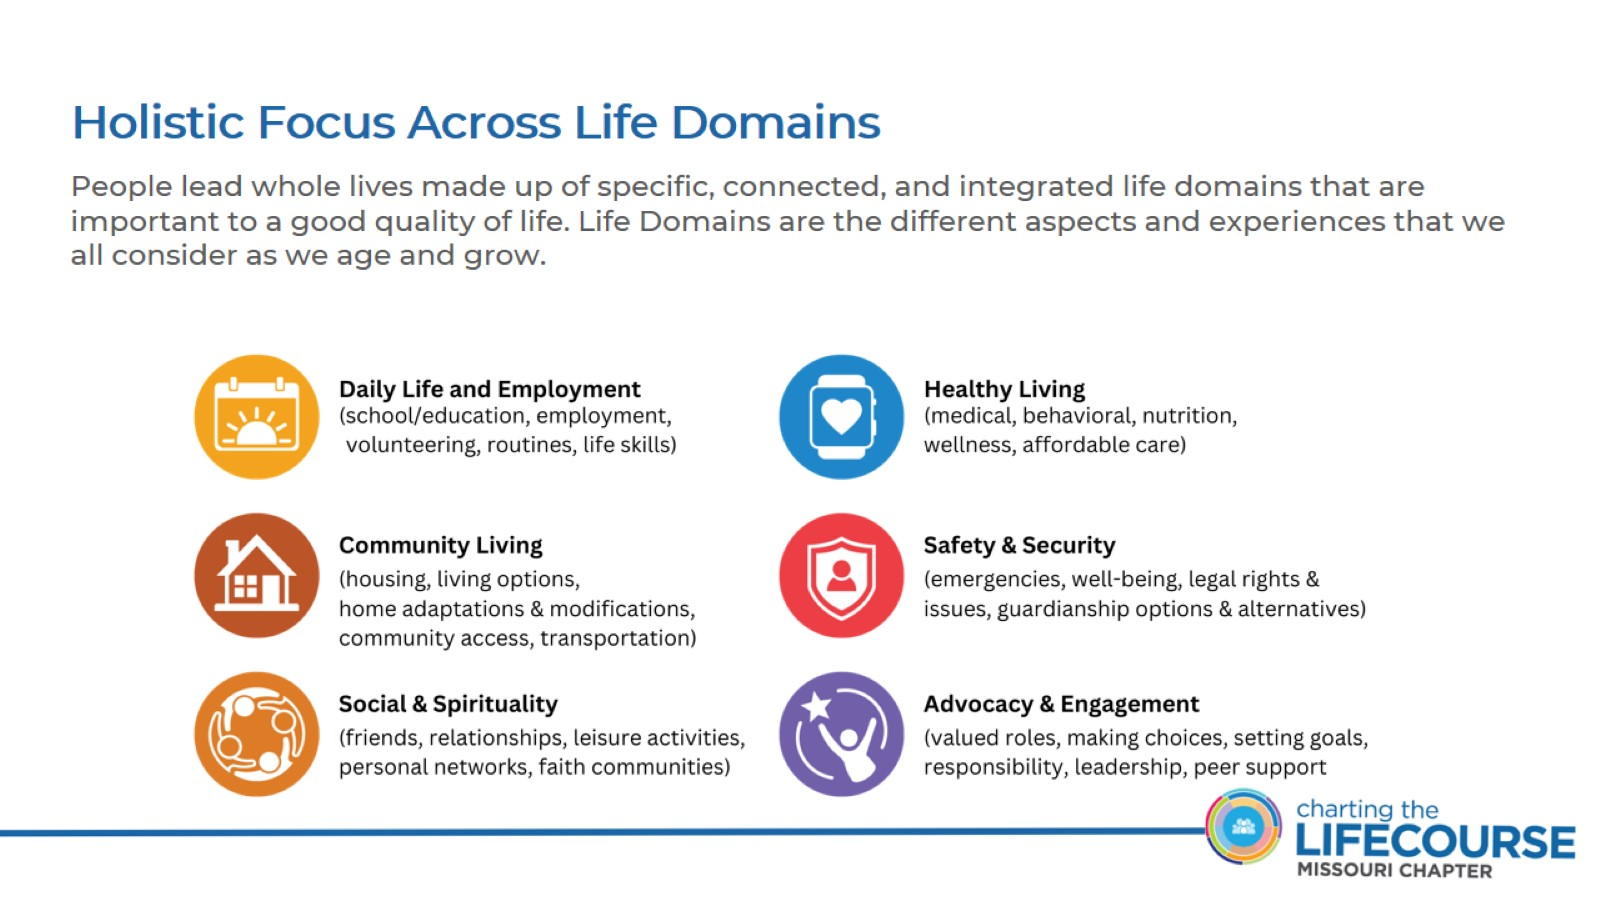 Holistic Focus Across Life Domains
People lead whole lives made up of specific, connected, and integrated life domains that are
important to a good quality of life. Life Domains are the different aspects and experiences that we
all consider as we age and grow.
Daily Life and Employment
(school/education, employment,
volunteering, routines, life skills)
Healthy Living
(medical, behavioral, nutrition,
wellness, affordable care)
Community Living
(housing, living options,
home adaptations & modifications,
community access, transportation)
Safety & Security
(emergencies, well-being, legal rights &
issues, guardianship options & alternatives)
Social & Spirituality
(friends, relationships, leisure activities,
personal networks, faith communities)
Advocacy & Engagement
(valued roles, making choices, setting goals,
responsibility, leadership, peer support
charting the
LIFECOURSE
MISSOURI CHAPTER